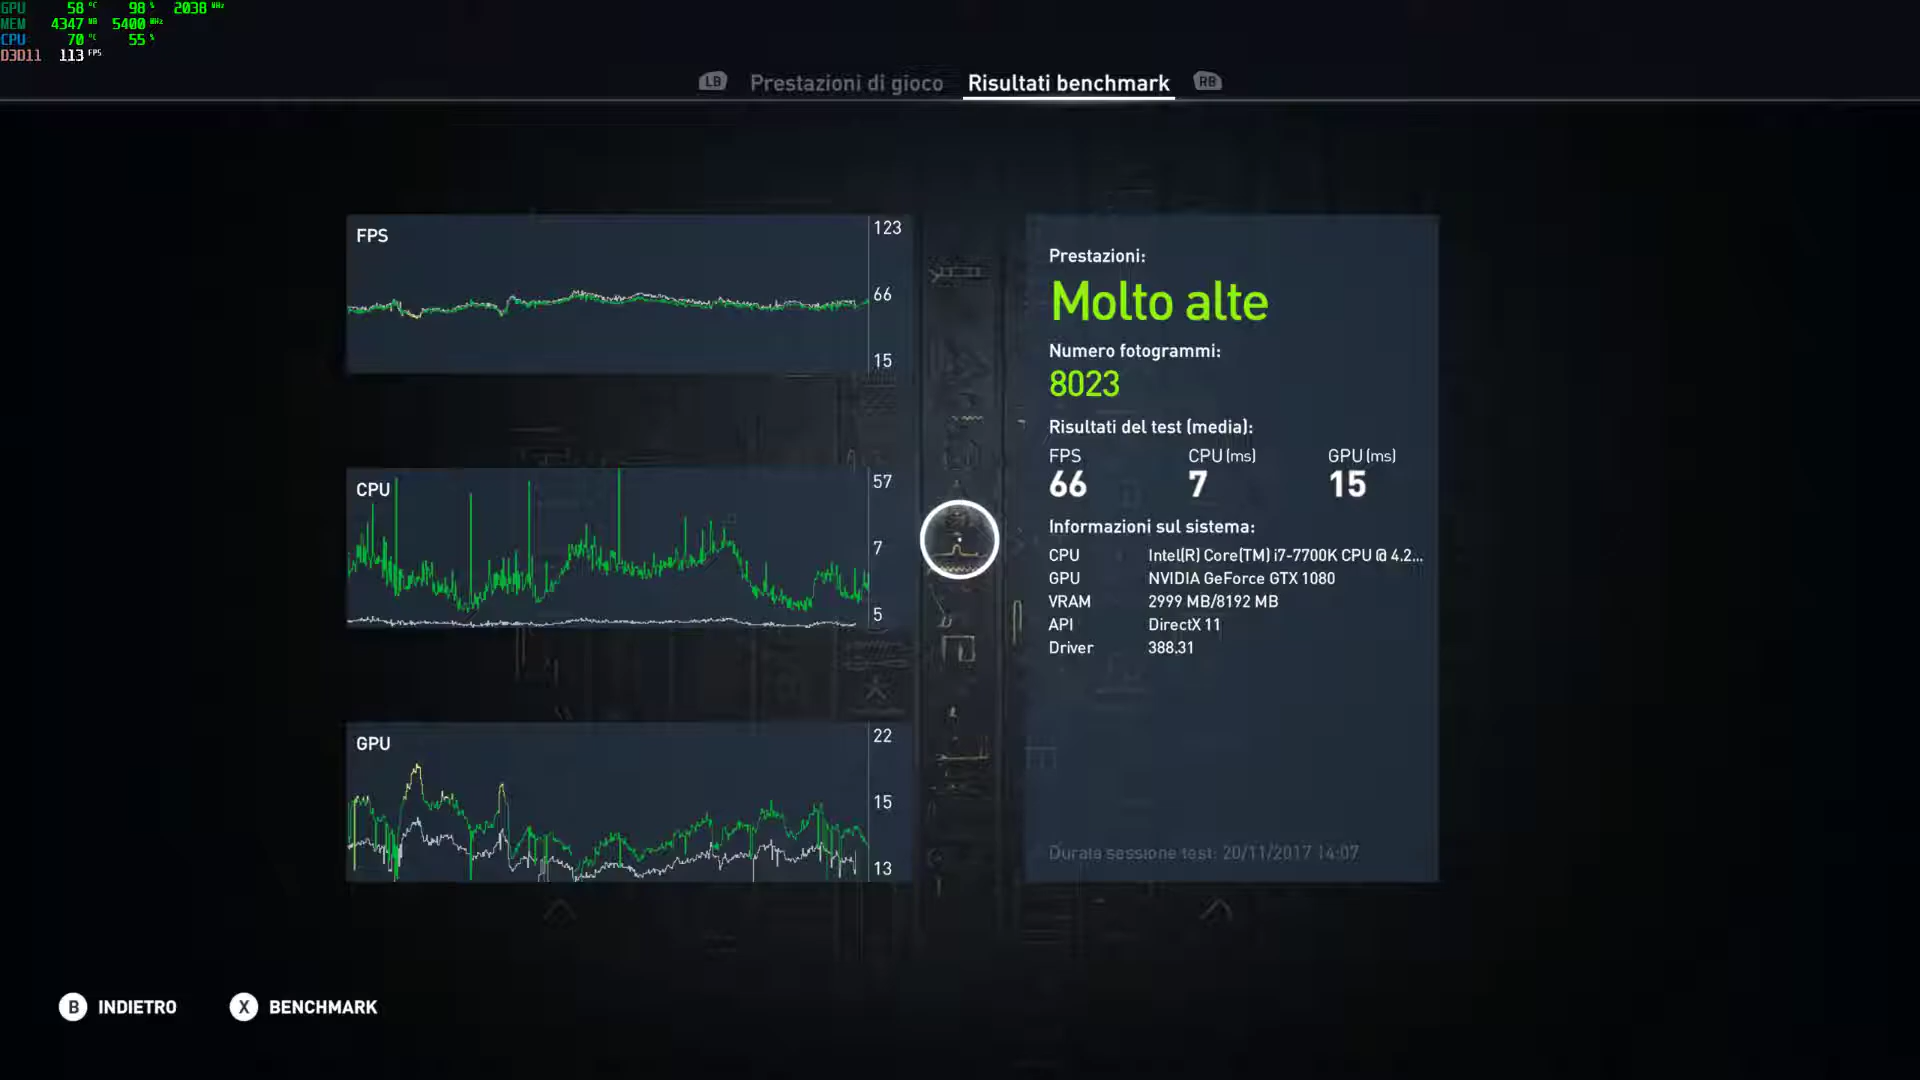 GPU 58 °C 98 % 2038 MHz
MEM 4347 MB 5400 MHz
CPU 70 °C 55 %
D3D11 113 FPS
LB Prestazioni di gioco Risultati benchmark RB
FPS
123
66
15
CPU
57
7
5
GPU
22
15
13
Prestazioni:
Molto alte
Numero fotogrammi:
8023
Risultati del test (media):
FPS CPU (ms) GPU (ms)
66 7 15
Informazioni sul sistema:
CPU Intel(R) Core(TM) i7-7700K CPU @ 4.2...
GPU NVIDIA GeForce GTX 1080
VRAM 2999 MB/8192 MB
API DirectX 11
Driver 388.31
Durata sessione test: 20/11/2017 14:07
B INDIETRO X BENCHMARK